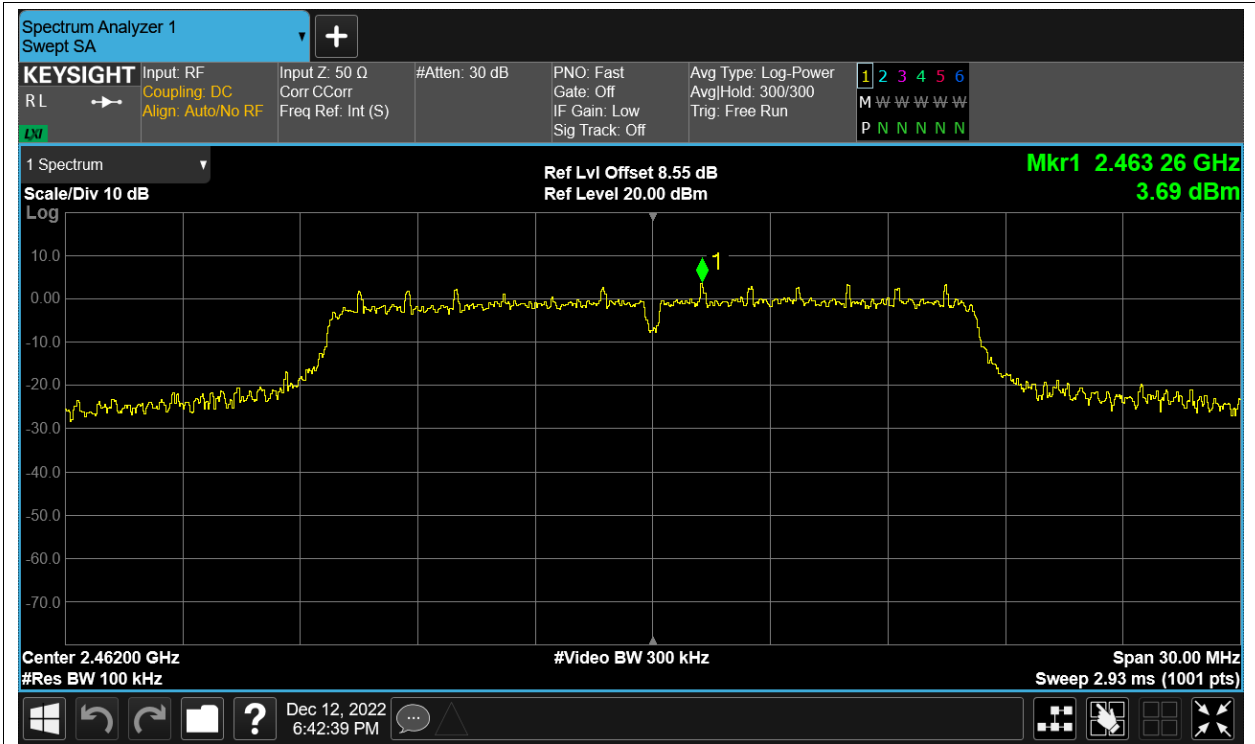 Spectrum Analyzer 1
Swept SA
KEYSIGHT
R L
LXI
Input: RF
Coupling: DC
Align: Auto/No RF
Input Z: 50 Ω
Corr CCorr
Freq Ref: Int (S)
#Atten: 30 dB
PNO: Fast
Gate: Off
IF Gain: Low
Sig Track: Off
Avg Type: Log-Power
Avg|Hold: 300/300
Trig: Free Run
1 2 3 4 5 6
M W W W W W
P N N N N N
1 Spectrum
Scale/Div 10 dB
Log
Ref Lvl Offset 8.55 dB
Ref Level 20.00 dBm
Mkr1 2.463 26 GHz
3.69 dBm
1
10.0
0.00
-10.0
-20.0
-30.0
-40.0
-50.0
-60.0
-70.0
Center 2.46200 GHz
#Res BW 100 kHz
#Video BW 300 kHz
Span 30.00 MHz
Sweep 2.93 ms (1001 pts)
?
Dec 12, 2022
6:42:39 PM